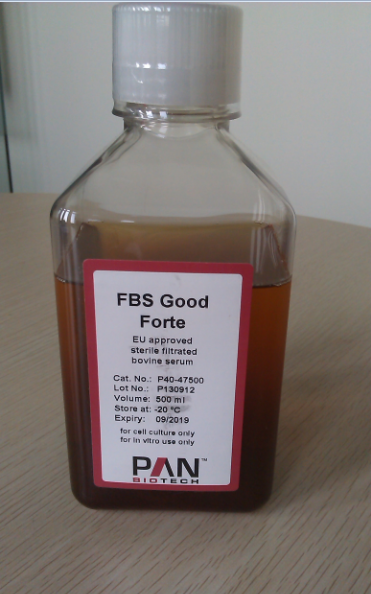 FBS Good
Forte
EU approved
sterile filtrated
bovine serum
Cat. No.: P40-47500
Lot No.: P130912
Volume: 500 ml
Store at: -20 °C
Expiry: 09/2019
for cell culture only
for in vitro use only
PAN™
BIOTECH